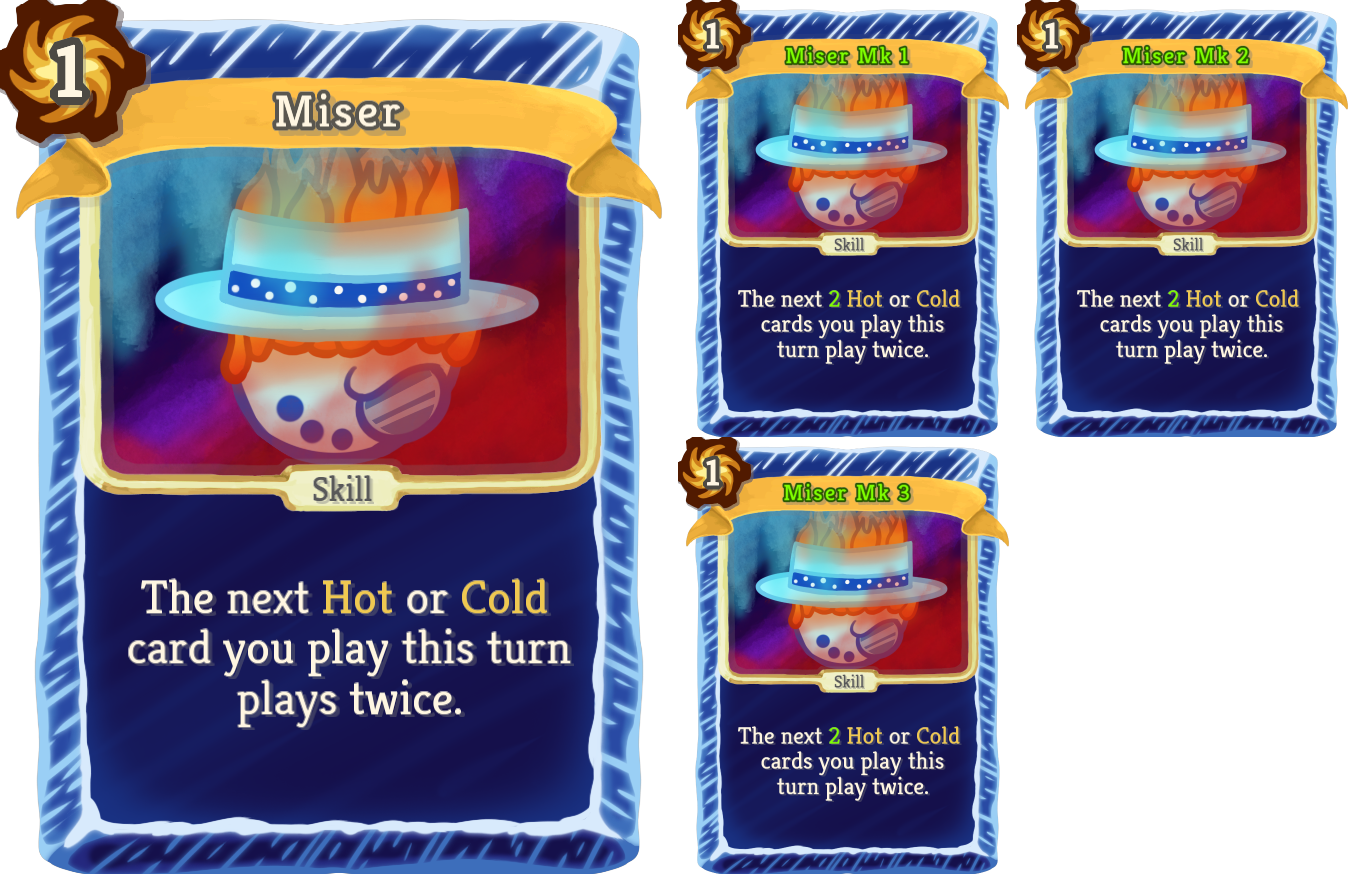 1
Miser
Skill
The next Hot or Cold
card you play this turn
plays twice.
1
Miser Mk 1
Skill
The next 2 Hot or Cold
cards you play this
turn play twice.
1
Miser Mk 2
Skill
The next 2 Hot or Cold
cards you play this
turn play twice.
1
Miser Mk 3
Skill
The next 2 Hot or Cold
cards you play this
turn play twice.